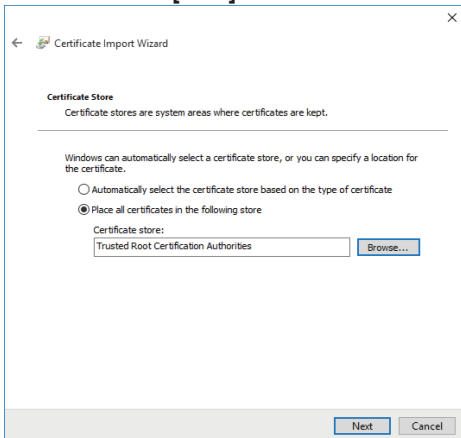 Certificate Import Wizard
Certificate Store
Certificate stores are system areas where certificates are kept.
Windows can automatically select a certificate store, or you can specify a location for
the certificate.
Automatically select the certificate store based on the type of certificate
Place all certificates in the following store
Certificate store:
Trusted Root Certification Authorities
Browse...
Next Cancel